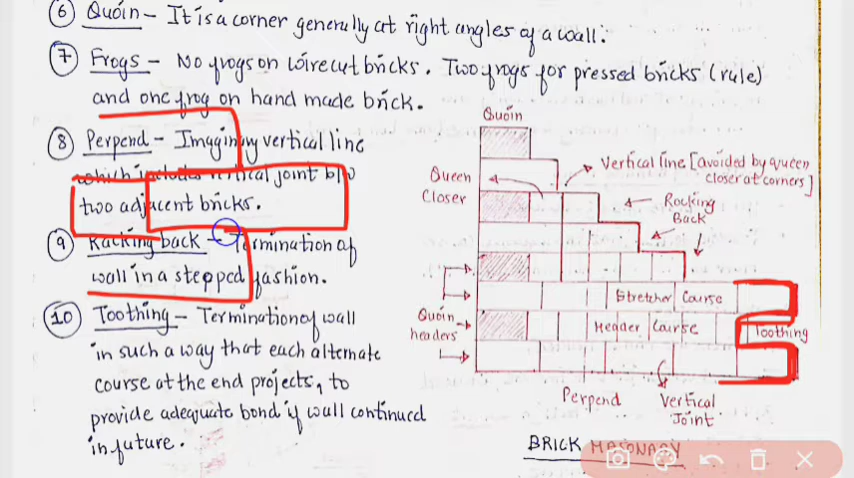 ⑥ Quoin - It is a corner generally at right angles of a wall.
⑦ Frogs - No frogs on wirecut bricks. Two frogs for pressed bricks (rule)
and one frog on hand made brick.
⑧ Perpend - Imaginary vertical line
which includes vertical joint b/w
two adjacent bricks.
⑨ Racking back - Termination of
wall in a stepped fashion.
⑩ Toothing - Termination of wall
in such a way that each alternate
course at the end projects, to
provide adequate bond if wall continued
in future.
Quoin
Vertical line [avoided by queen
closer at corners]
Queen
Closer
Racking
Back
Stretcher Course
Quoin
headers
Header Course
Toothing
Perpend
Vertical
Joint
BRICK MASONARY